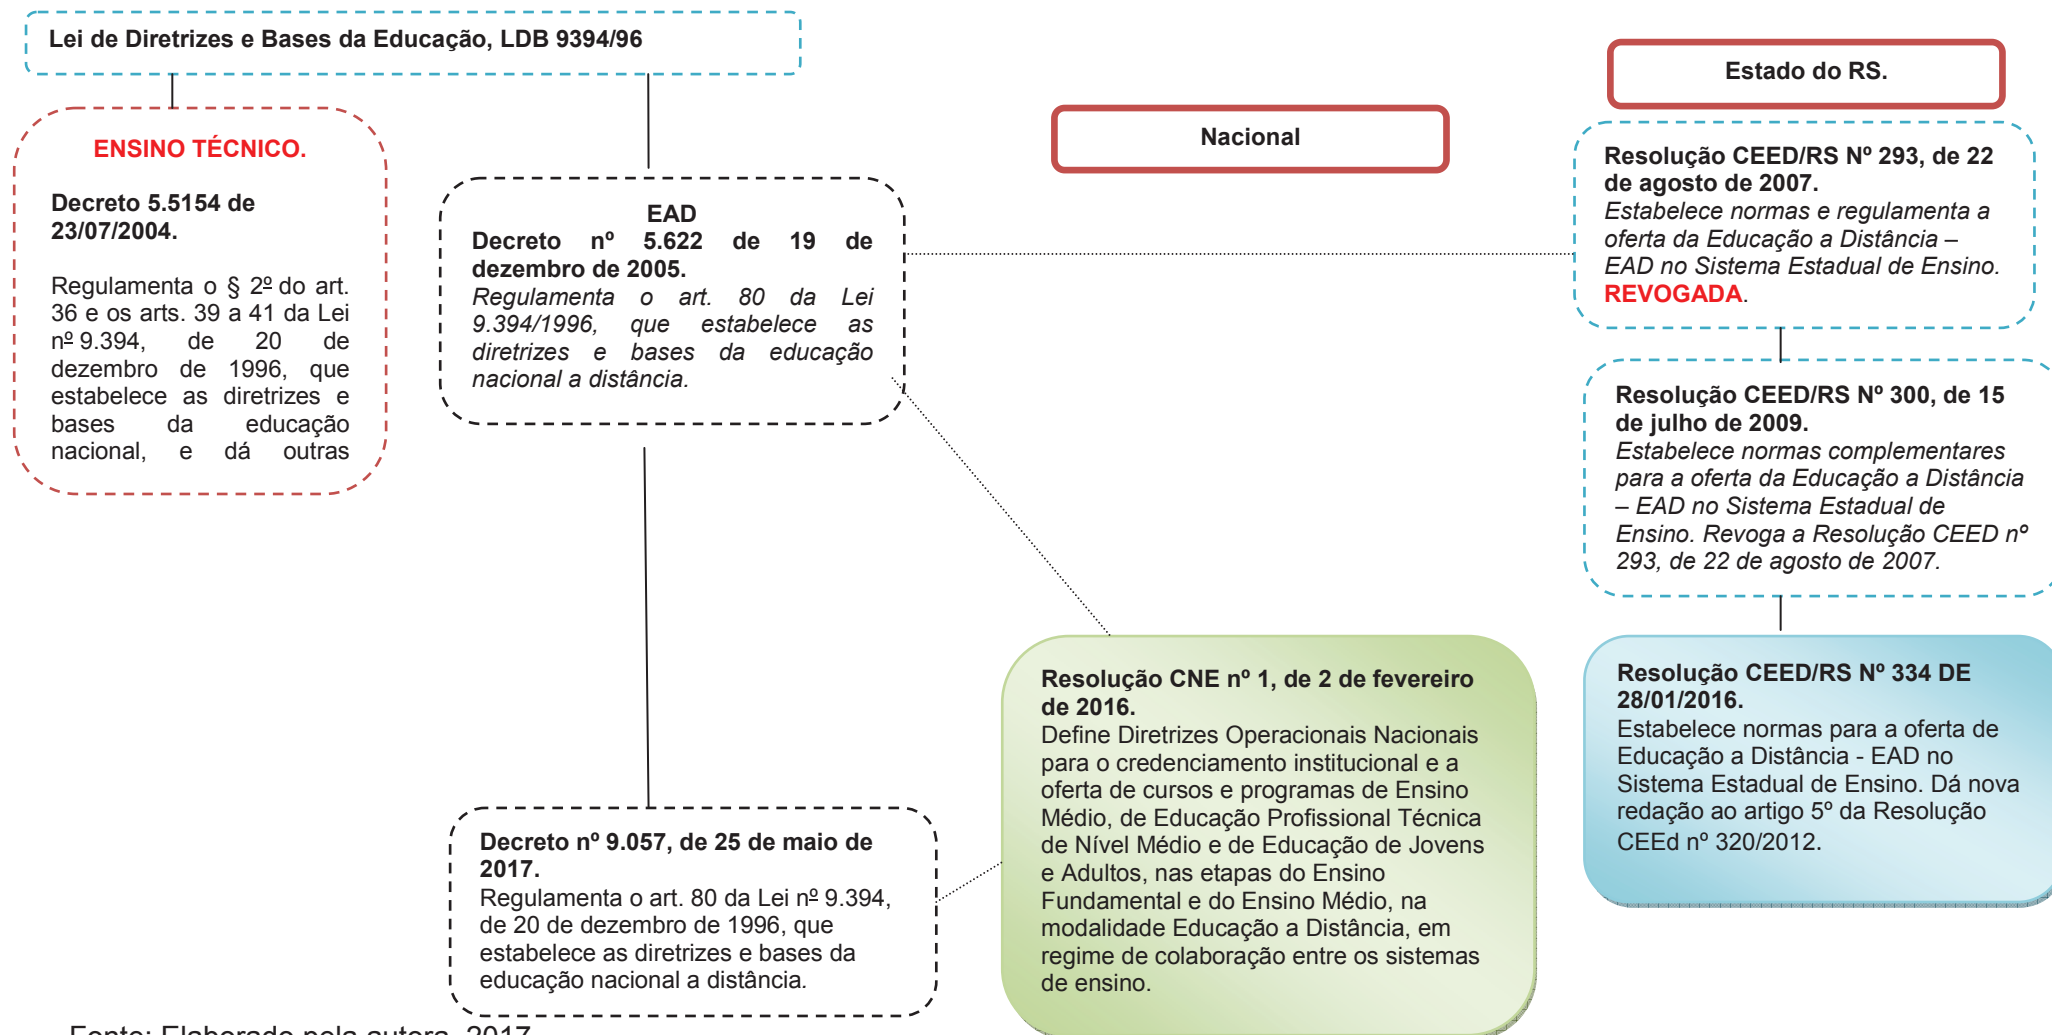 Lei de Diretrizes e Bases da Educação, LDB 9394/96
ENSINO TÉCNICO.
Decreto 5.5154 de
23/07/2004.
Regulamenta o § 2º do art.
36 e os arts. 39 a 41 da Lei
nº 9.394, de 20 de
dezembro de 1996, que
estabelece as diretrizes e
bases da educação
nacional, e dá outras
EAD
Decreto nº 5.622 de 19 de
dezembro de 2005.
Regulamenta o art. 80 da Lei
9.394/1996, que estabelece as
diretrizes e bases da educação
nacional a distância.
Decreto nº 9.057, de 25 de maio de
2017.
Regulamenta o art. 80 da Lei nº 9.394,
de 20 de dezembro de 1996, que
estabelece as diretrizes e bases da
educação nacional a distância.
Nacional
Resolução CNE nº 1, de 2 de fevereiro
de 2016.
Define Diretrizes Operacionais Nacionais
para o credenciamento institucional e a
oferta de cursos e programas de Ensino
Médio, de Educação Profissional Técnica
de Nível Médio e de Educação de Jovens
e Adultos, nas etapas do Ensino
Fundamental e do Ensino Médio, na
modalidade Educação a Distância, em
regime de colaboração entre os sistemas
de ensino.
Estado do RS.
Resolução CEED/RS Nº 293, de 22
de agosto de 2007.
Estabelece normas e regulamenta a
oferta da Educação a Distância –
EAD no Sistema Estadual de Ensino.
REVOGADA.
Resolução CEED/RS Nº 300, de 15
de julho de 2009.
Estabelece normas complementares
para a oferta da Educação a Distância
– EAD no Sistema Estadual de
Ensino. Revoga a Resolução CEED nº
293, de 22 de agosto de 2007.
Resolução CEED/RS Nº 334 DE
28/01/2016.
Estabelece normas para a oferta de
Educação a Distância - EAD no
Sistema Estadual de Ensino. Dá nova
redação ao artigo 5º da Resolução
CEEd nº 320/2012.
Fonte: Elaborado pela autora, 2017